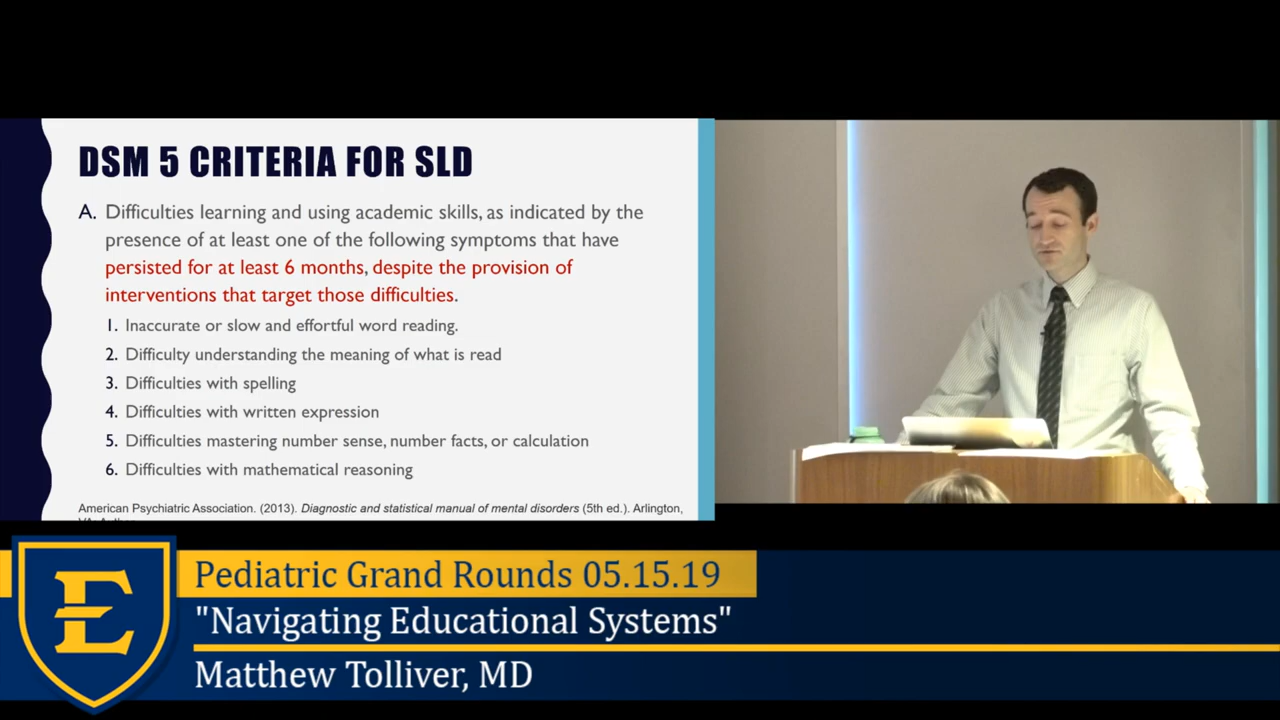 DSM 5 CRITERIA FOR SLD
A. Difficulties learning and using academic skills, as indicated by the
presence of at least one of the following symptoms that have
persisted for at least 6 months, despite the provision of
interventions that target those difficulties.
1. Inaccurate or slow and effortful word reading.
2. Difficulty understanding the meaning of what is read
3. Difficulties with spelling
4. Difficulties with written expression
5. Difficulties mastering number sense, number facts, or calculation
6. Difficulties with mathematical reasoning
American Psychiatric Association. (2013). Diagnostic and statistical manual of mental disorders (5th ed.). Arlington,
E
Pediatric Grand Rounds 05.15.19
"Navigating Educational Systems"
Matthew Tolliver, MD